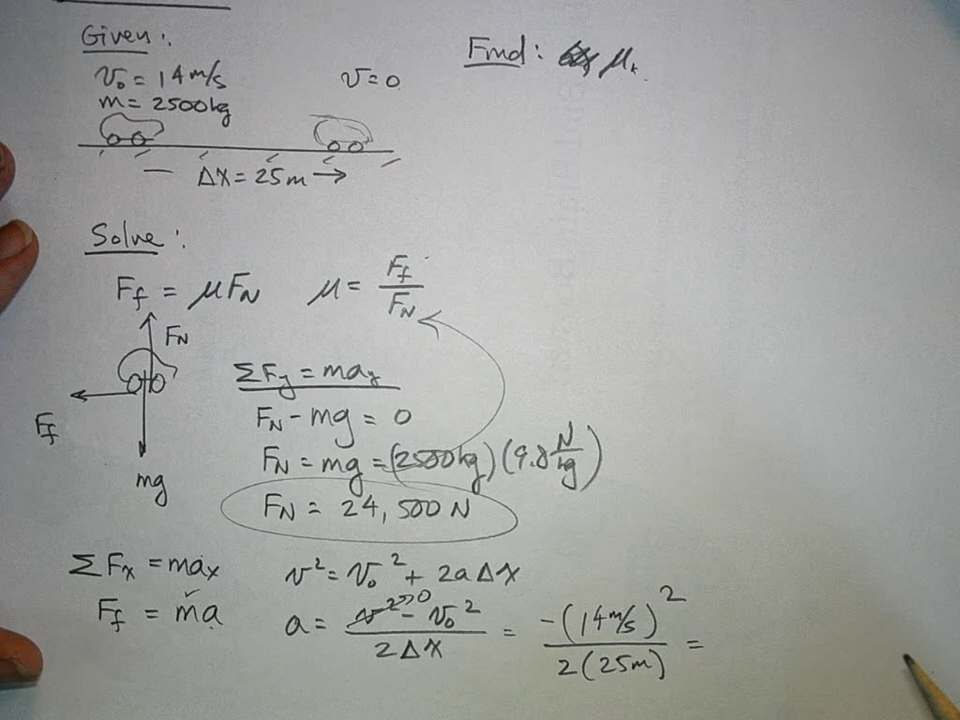 Given:
Find: μₖ
v₀ = 14 m/s
v = 0
m = 2500 kg
Δx = 25 m →
Solve:
F_f = μ F_N
μ = F_f / F_N
F_N
F_f
mg
ΣF_y = ma_y
F_N - mg = 0
F_N = mg = (2500 kg)(9.8 N/kg)
F_N = 24,500 N
ΣF_x = ma_x
v² = v₀² + 2aΔx
F_f = ma
a = (v² →0 - v₀²) / 2Δx = -(14 m/s)² / 2(25 m) =